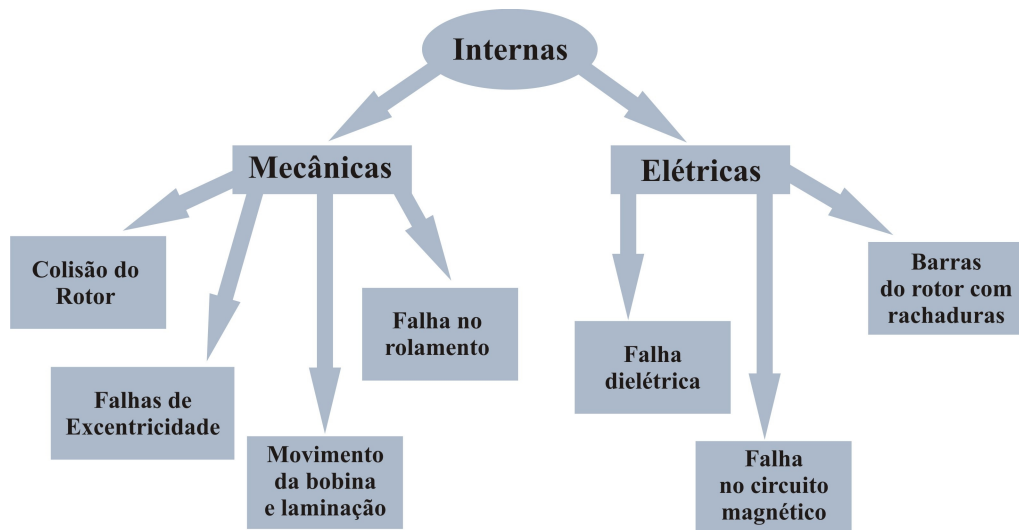 Internas
Mecânicas
Elétricas
Colisão do
Rotor
Falhas de
Excentricidade
Movimento
da bobina
e laminação
Falha no
rolamento
Falha
dielétrica
Falha
no circuito
magnético
Barras
do rotor com
rachaduras